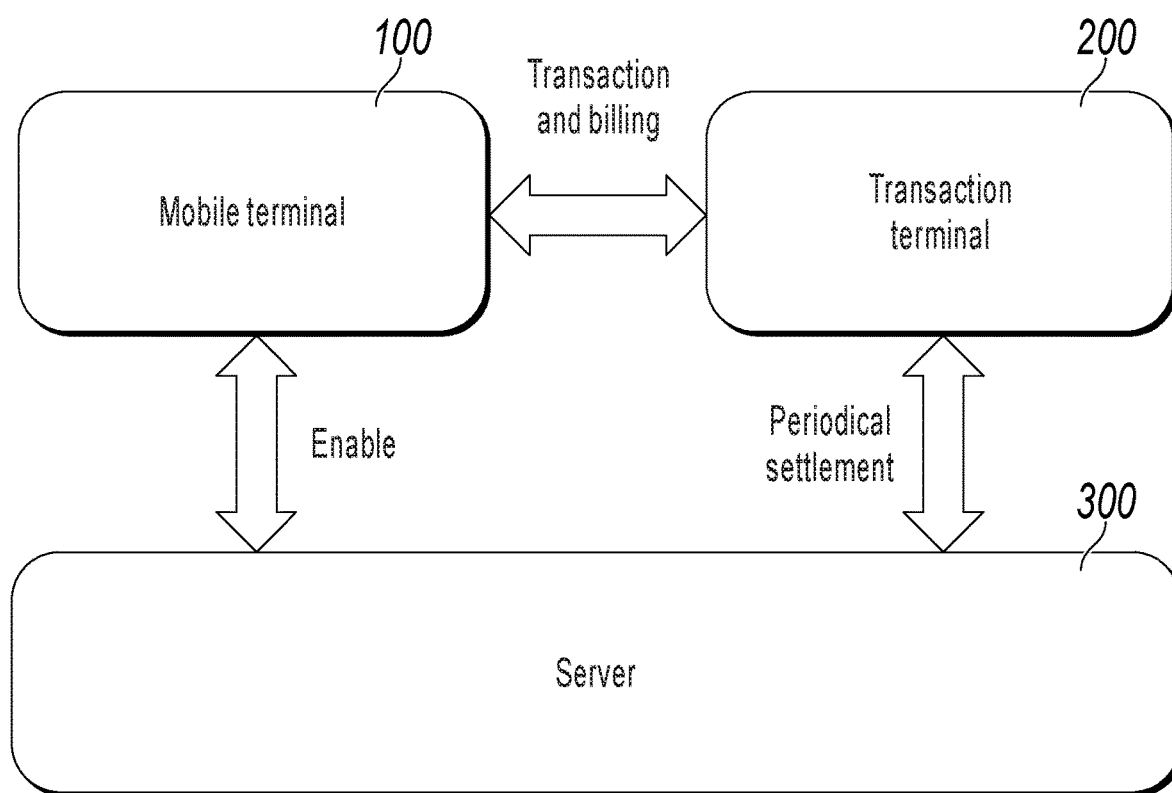 100
200
Transaction
and billing
Mobile terminal
Transaction
terminal
Enable
Periodical
settlement
300
Server